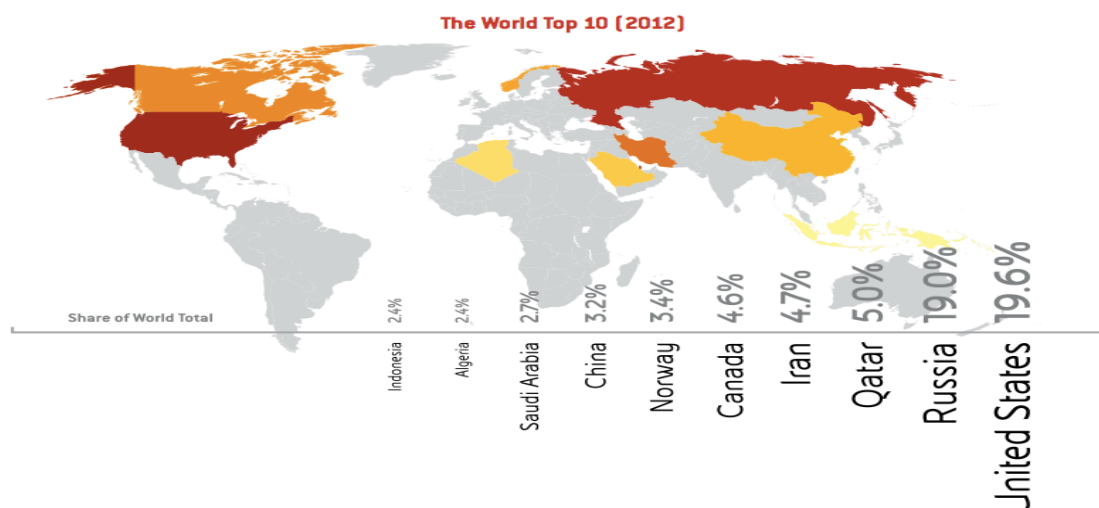 The World Top 10 (2012)
Share of World Total
2.4%
2.4%
2.7%
3.2%
3.4%
4.6%
4.7%
5.0%
19.0%
19.6%
Indonesia
Algeria
Saudi Arabia
China
Norway
Canada
Iran
Qatar
Russia
United States